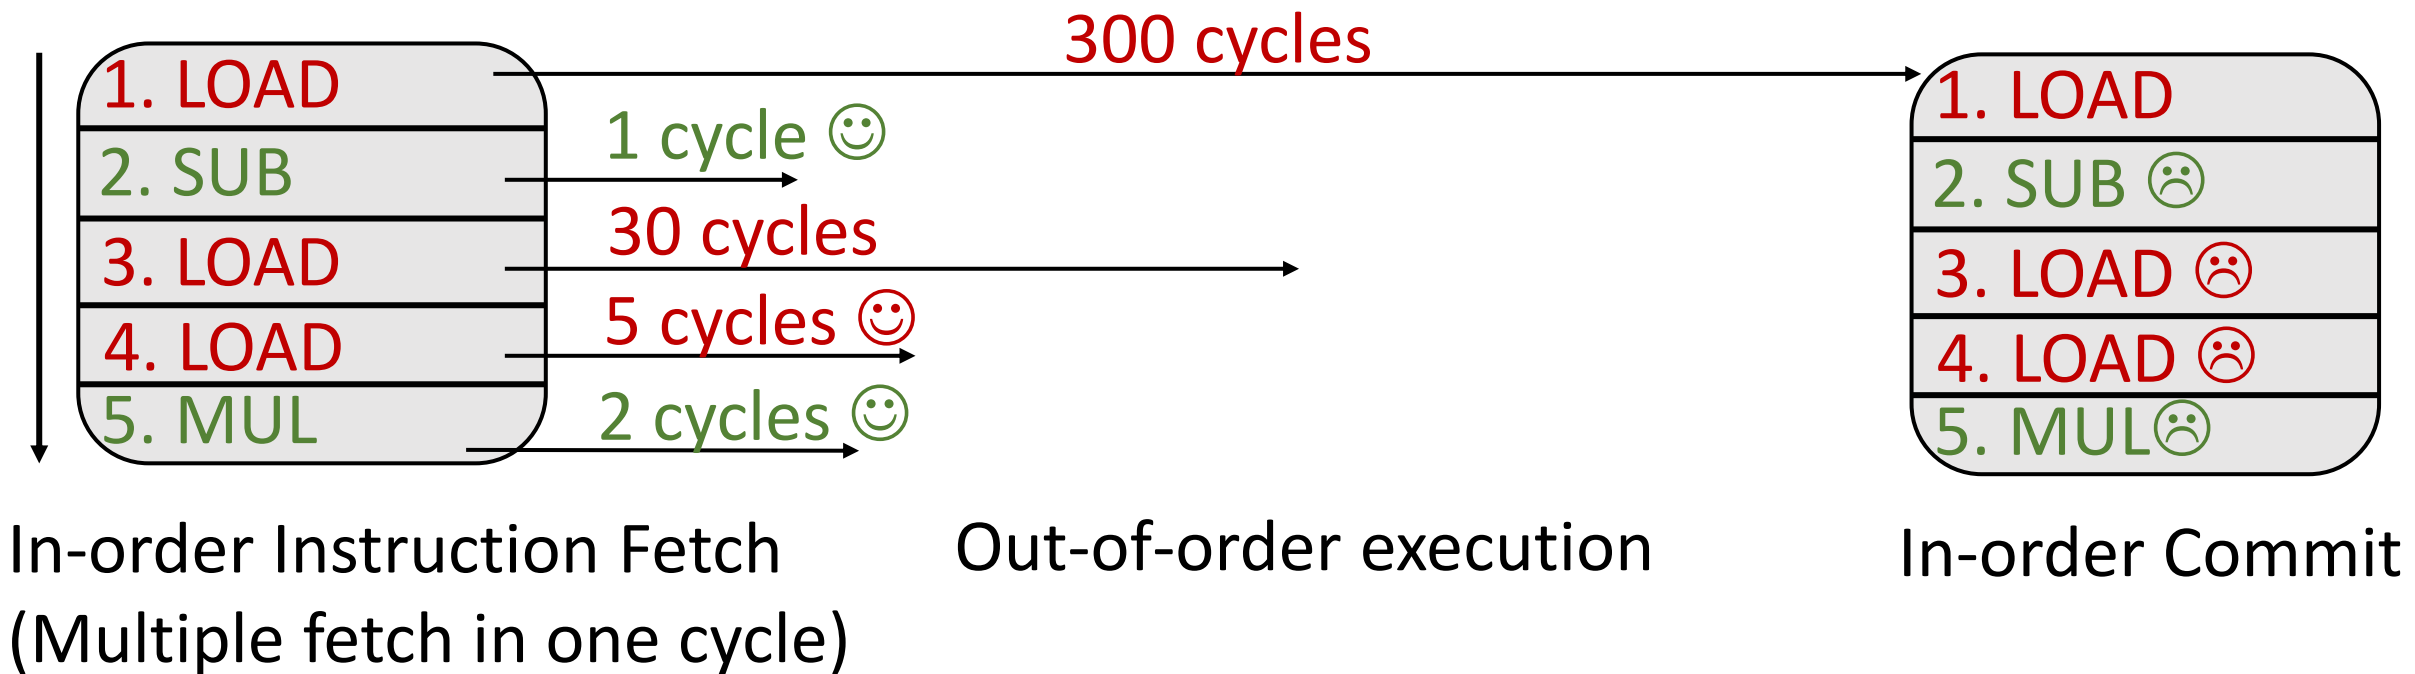 300 cycles
1. LOAD
2. SUB
3. LOAD
4. LOAD
5. MUL
1 cycle
30 cycles
5 cycles
2 cycles
1. LOAD
2. SUB
3. LOAD
4. LOAD
5. MUL
In-order Instruction Fetch
(Multiple fetch in one cycle)
Out-of-order execution
In-order Commit